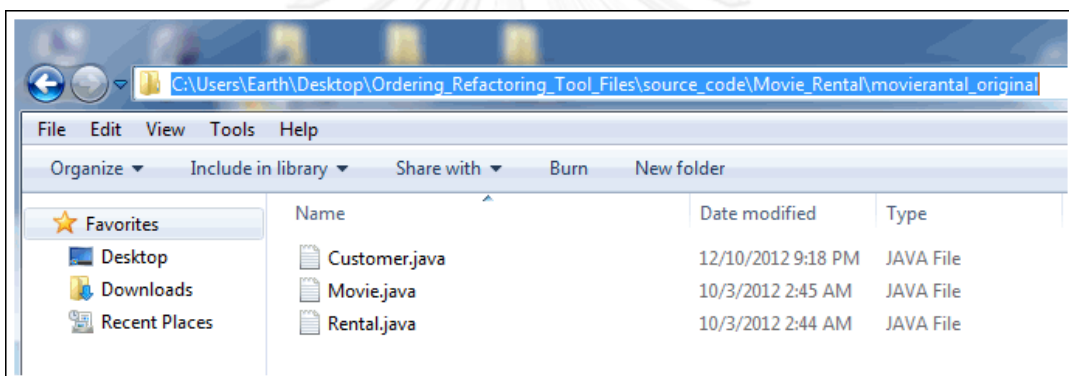 C:\Users\Earth\Desktop\Ordering_Refactoring_Tool_Files\source_code\Movie_Rental\movierantal_original
File Edit View Tools Help
Organize Include in library Share with Burn New folder
Name Date modified Type
Favorites
Desktop Customer.java 12/10/2012 9:18 PM JAVA File
Downloads Movie.java 10/3/2012 2:45 AM JAVA File
Recent Places Rental.java 10/3/2012 2:44 AM JAVA File